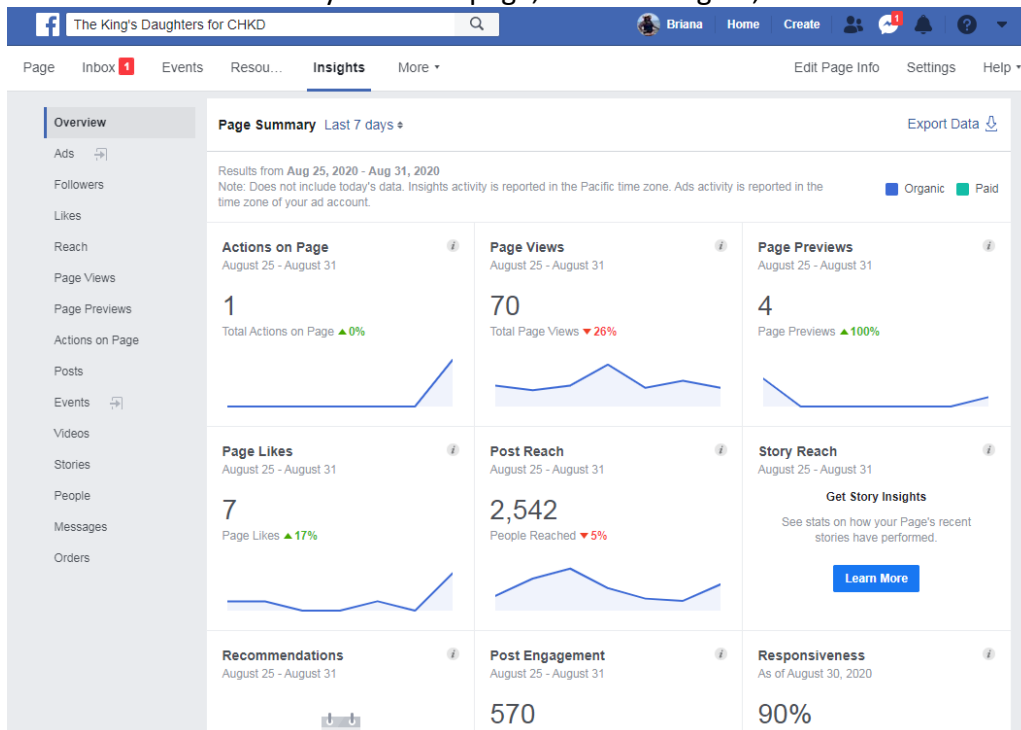 The King's Daughters for CHKD
Briana Home Create 1
Page Inbox 1 Events Resou... Insights More Edit Page Info Settings Help
Overview
Ads
Followers
Likes
Reach
Page Views
Page Previews
Actions on Page
Posts
Events
Videos
Stories
People
Messages
Orders
Page Summary Last 7 days
Export Data
Results from Aug 25, 2020 - Aug 31, 2020
Note: Does not include today's data. Insights activity is reported in the Pacific time zone. Ads activity is reported in the
time zone of your ad account.
Organic Paid
Actions on Page
August 25 - August 31
1
Total Actions on Page 0%
Page Views
August 25 - August 31
70
Total Page Views 26%
Page Previews
August 25 - August 31
4
Page Previews 100%
Page Likes
August 25 - August 31
7
Page Likes 17%
Post Reach
August 25 - August 31
2,542
People Reached 5%
Story Reach
August 25 - August 31
Get Story Insights
See stats on how your Page's recent
stories have performed.
Learn More
Recommendations
August 25 - August 31
Post Engagement
August 25 - August 31
570
Responsiveness
As of August 30, 2020
90%